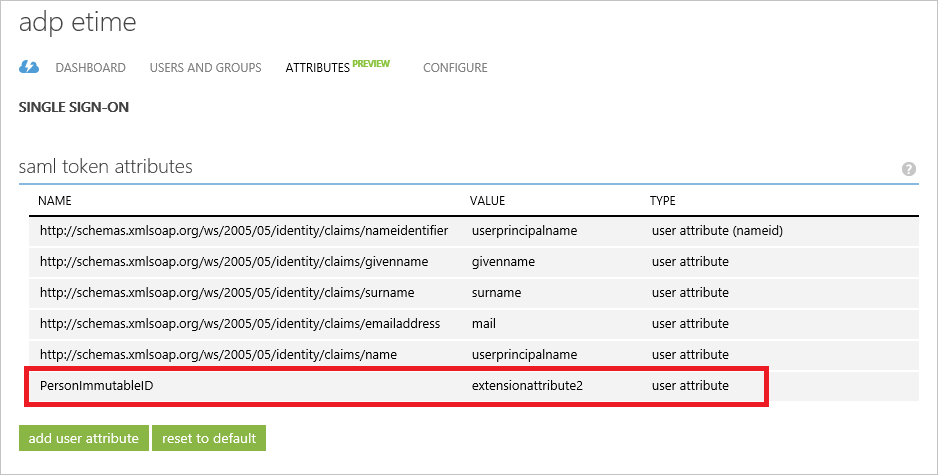 adp etime
DASHBOARD USERS AND GROUPS ATTRIBUTES PREVIEW CONFIGURE
SINGLE SIGN-ON
saml token attributes ?
NAME VALUE TYPE
http://schemas.xmlsoap.org/ws/2005/05/identity/claims/nameidentifier userprincipalname user attribute (nameid)
http://schemas.xmlsoap.org/ws/2005/05/identity/claims/givenname givenname user attribute
http://schemas.xmlsoap.org/ws/2005/05/identity/claims/surname surname user attribute
http://schemas.xmlsoap.org/ws/2005/05/identity/claims/emailaddress mail user attribute
http://schemas.xmlsoap.org/ws/2005/05/identity/claims/name userprincipalname user attribute
PersonImmutableID extensionattribute2 user attribute
add user attribute reset to default